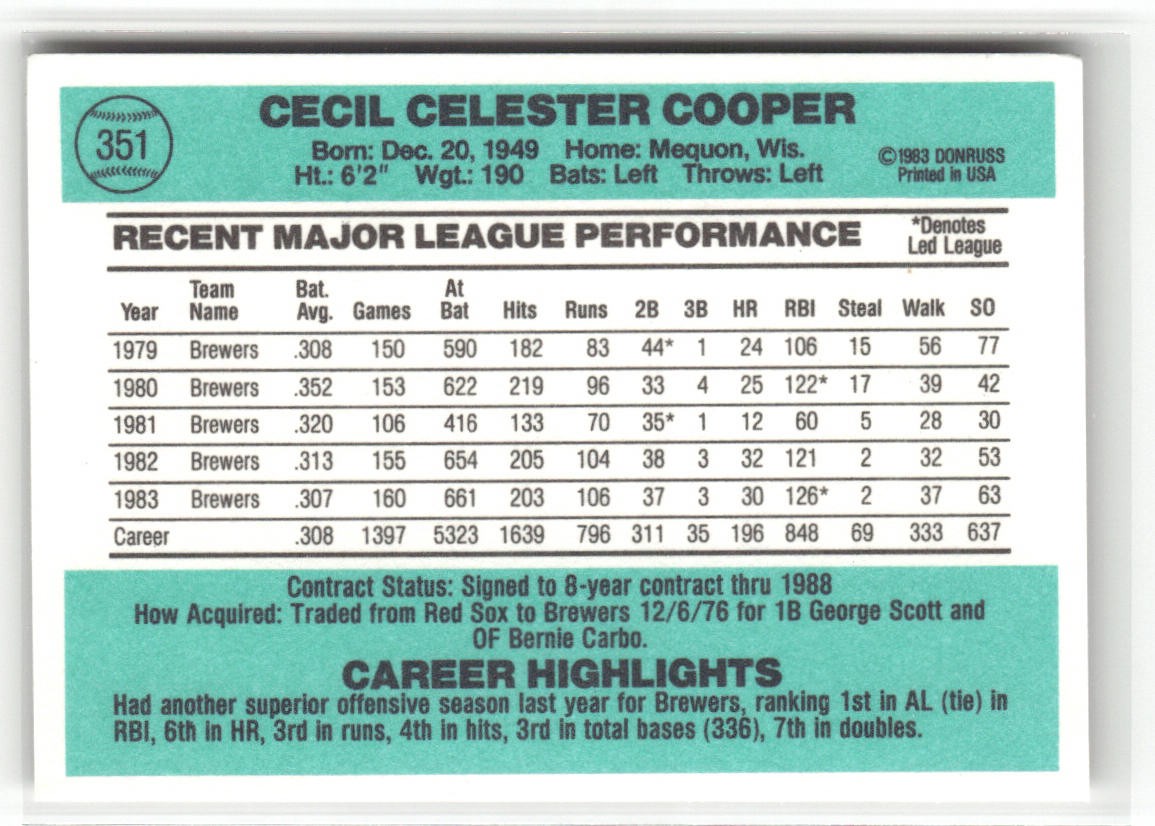 351
CECIL CELESTER COOPER
Born: Dec. 20, 1949 Home: Mequon, Wis.
Ht.: 6'2" Wgt.: 190 Bats: Left Throws: Left
©1983 DONRUSS
Printed in USA
RECENT MAJOR LEAGUE PERFORMANCE
*Denotes
Led League
Year Team Name Bat. Avg. Games At Bat Hits Runs 2B 3B HR RBI Steal Walk SO
1979 Brewers .308 150 590 182 83 44* 1 24 106 15 56 77
1980 Brewers .352 153 622 219 96 33 4 25 122* 17 39 42
1981 Brewers .320 106 416 133 70 35* 1 12 60 5 28 30
1982 Brewers .313 155 654 205 104 38 3 32 121 2 32 53
1983 Brewers .307 160 661 203 106 37 3 30 126* 2 37 63
Career .308 1397 5323 1639 796 311 35 196 848 69 333 637
Contract Status: Signed to 8-year contract thru 1988
How Acquired: Traded from Red Sox to Brewers 12/6/76 for 1B George Scott and
OF Bernie Carbo.
CAREER HIGHLIGHTS
Had another superior offensive season last year for Brewers, ranking 1st in AL (tie) in
RBI, 6th in HR, 3rd in runs, 4th in hits, 3rd in total bases (336), 7th in doubles.